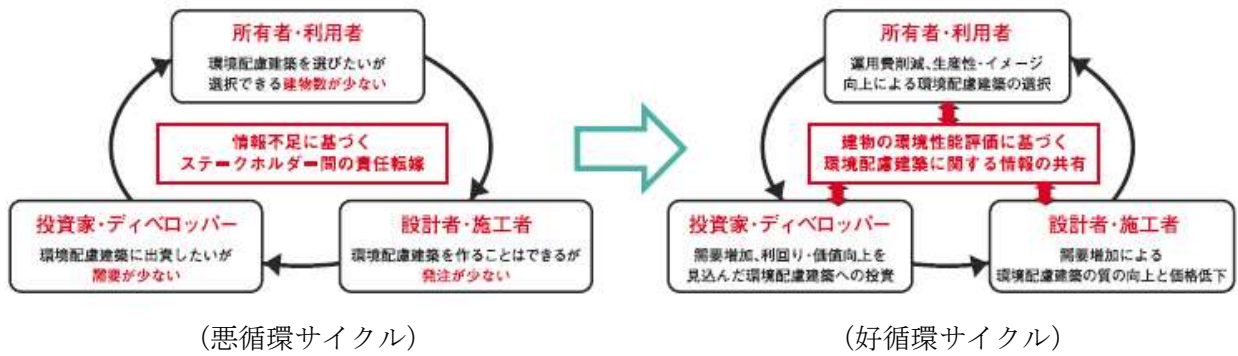 所有者・利用者
環境配慮建築を選びたいが
選択できる建物数が少ない
情報不足に基づく
ステークホルダー間の責任転嫁
投資家・ディベロッパー
環境配慮建築に出資したいが
需要が少ない
設計者・施工者
環境配慮建築を作ることはできるが
発注が少ない
(悪循環サイクル)
所有者・利用者
運用費削減、生産性・イメージ
向上による環境配慮建築の選択
建物の環境性能評価に基づく
環境配慮建築に関する情報の共有
投資家・ディベロッパー
需要増加、利回り・価値向上を
見込んだ環境配慮建築への投資
設計者・施工者
需要増加による
環境配慮建築の質の向上と価格低下
(好循環サイクル)